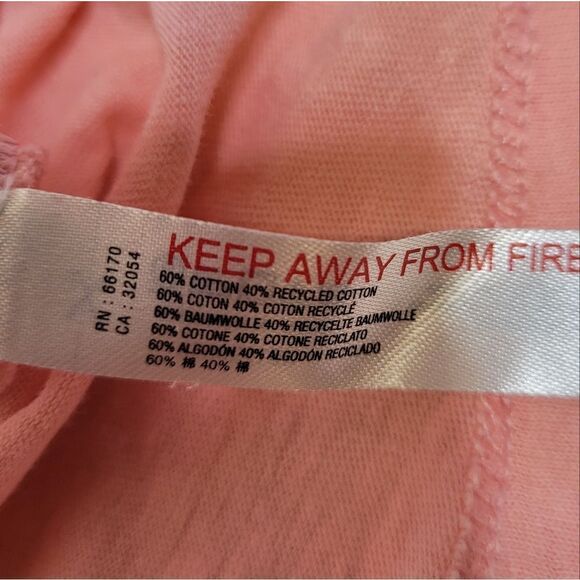 RN : 66170
CA : 32054
KEEP AWAY FROM FIRE
60% COTTON 40% RECYCLED COTTON
60% COTON 40% COTON RECYCLÉ
60% BAUMWOLLE 40% RECYCELTE BAUMWOLLE
60% COTONE 40% COTONE RECICLATO
60% ALGODÓN 40% ALGODÓN RECICLADO
60% 棉 40% 棉